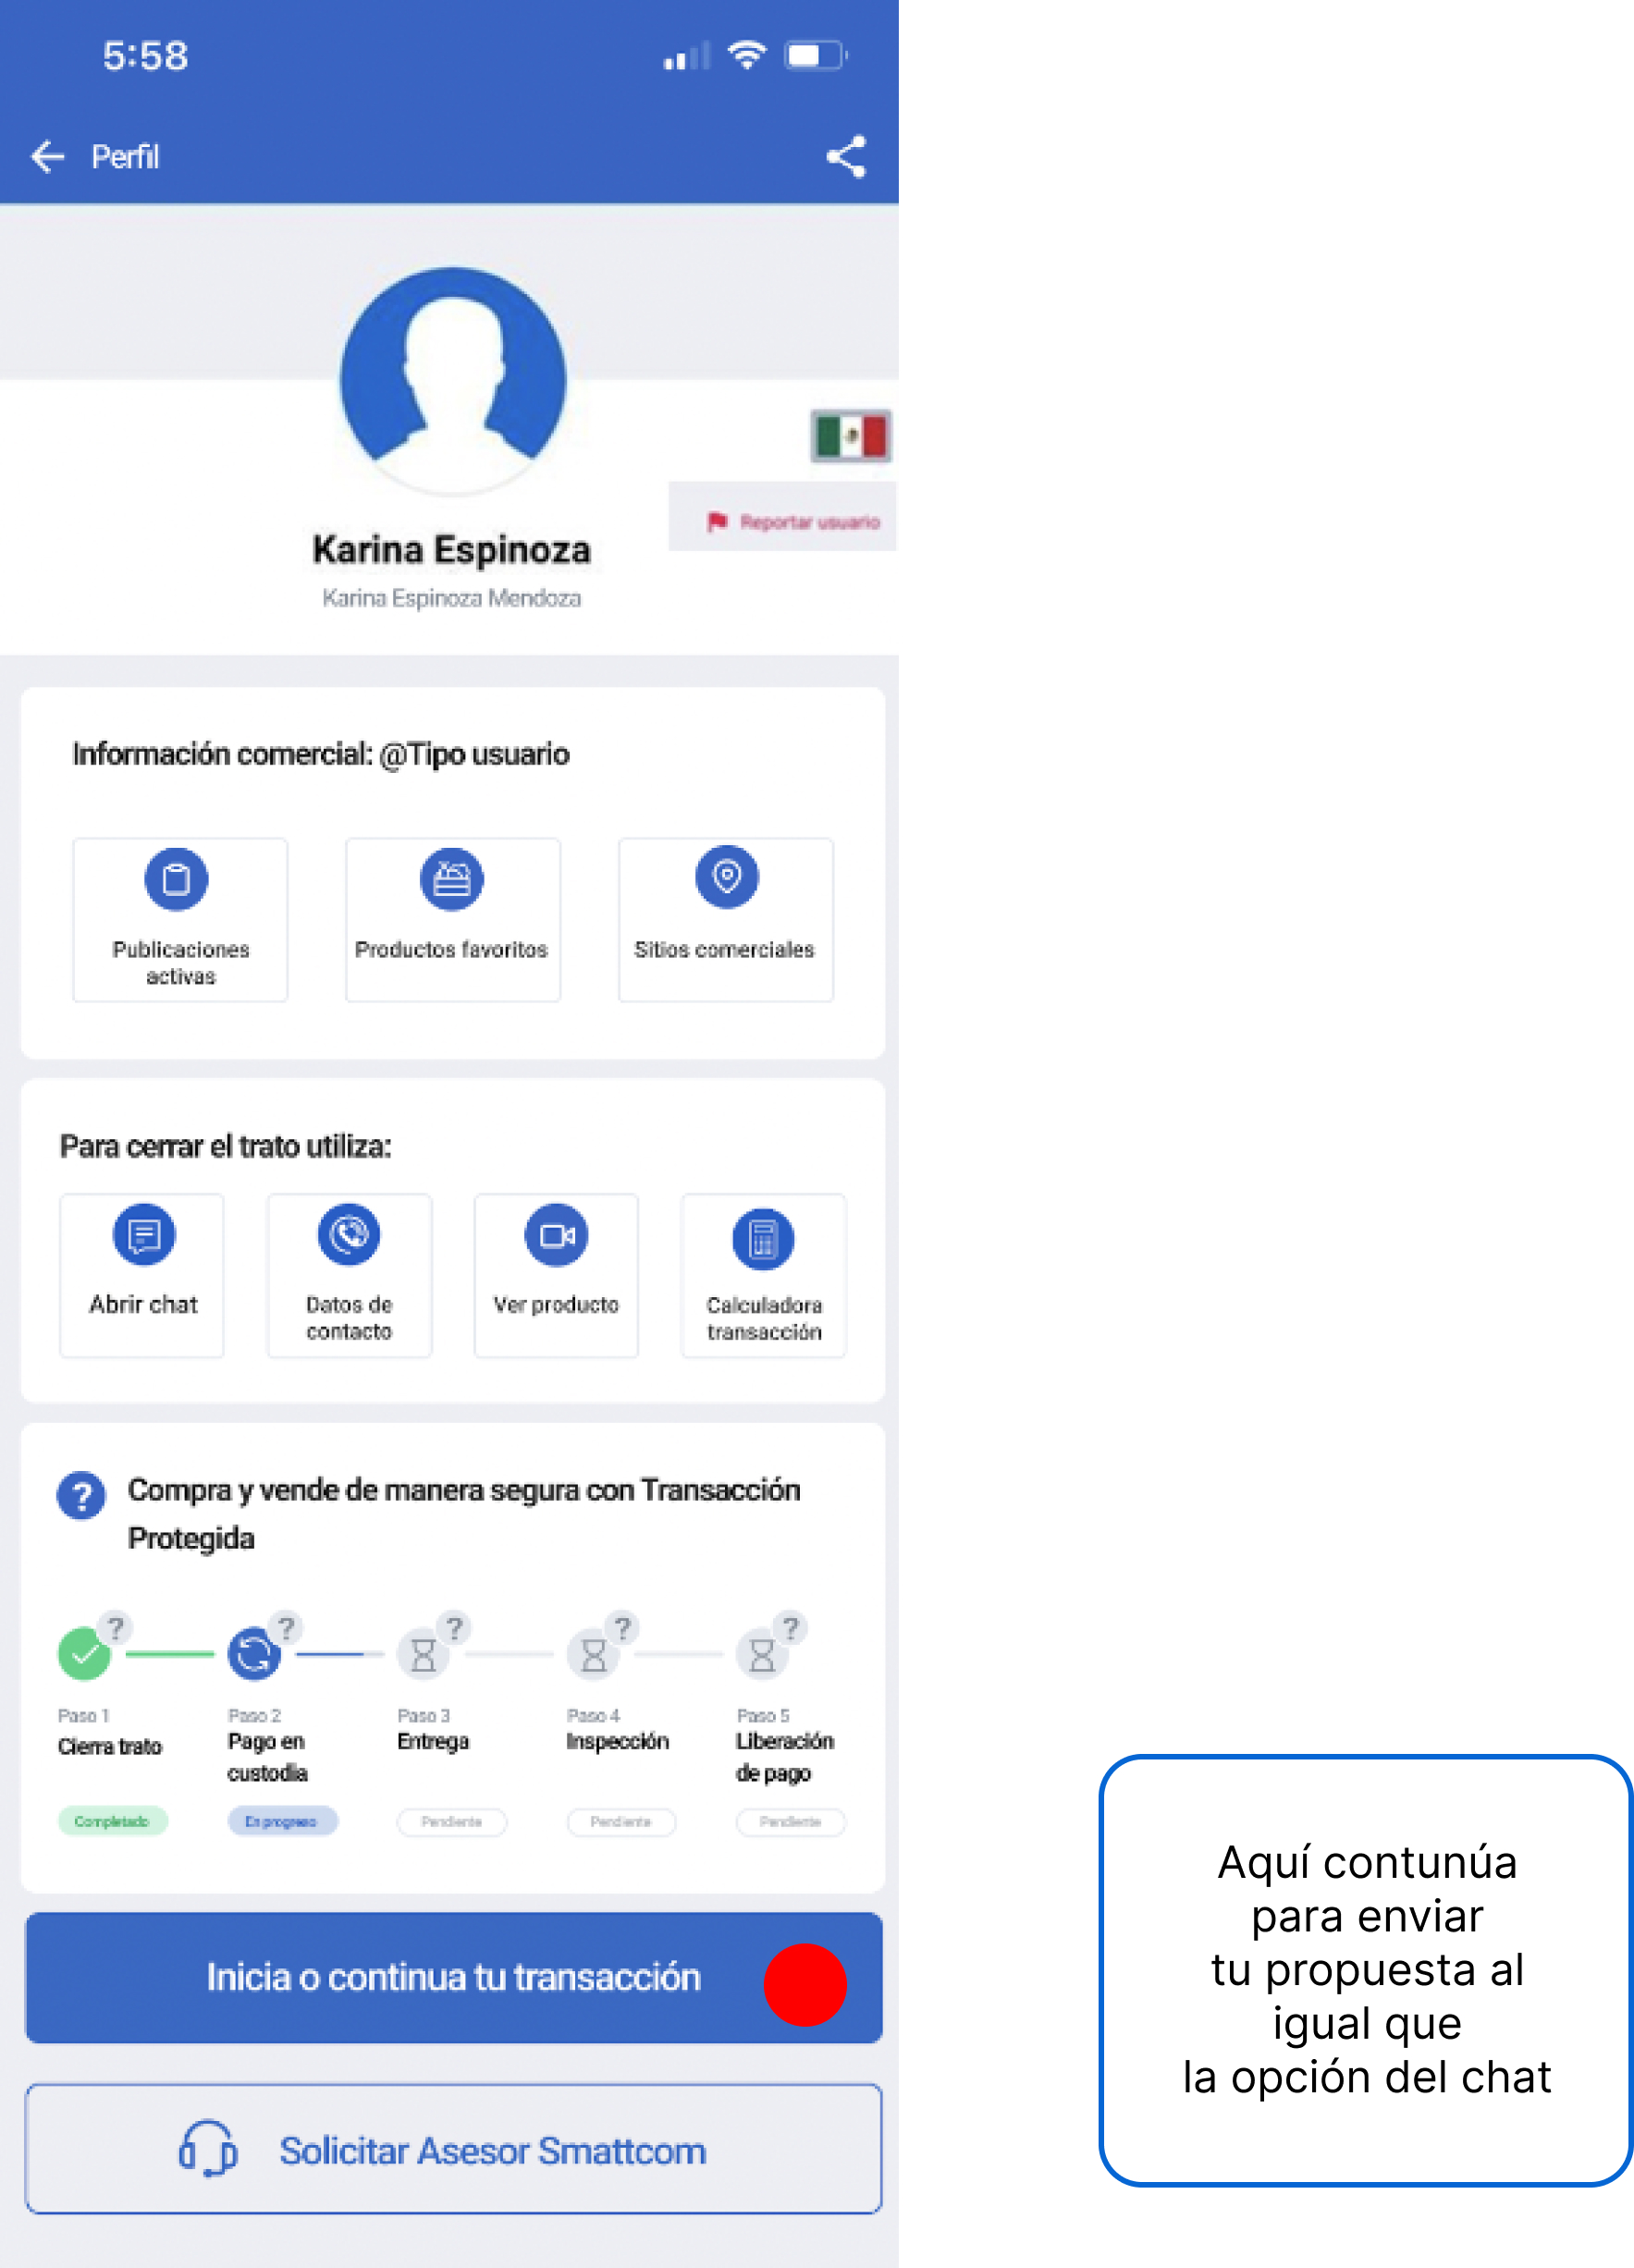 5:58
Perfil
Reportar usuario
Karina Espinoza
Karina Espinoza Mendoza
Información comercial: @Tipo usuario
Publicaciones
activas
Productos favoritos
Sitios comerciales
Para cerrar el trato utiliza:
Abrir chat
Datos de
contacto
Ver producto
Calculadora
transacción
? Compra y vende de manera segura con Transacción
Protegida
? ? ? ? ?
Paso 1
Cierra trato
Completado
Paso 2
Pago en
custodia
En progreso
Paso 3
Entrega
Pendiente
Paso 4
Inspección
Pendiente
Paso 5
Liberación
de pago
Pendiente
Inicia o continua tu transacción
Solicitar Asesor Smattcom
Aquí contunúa
para enviar
tu propuesta al
igual que
la opción del chat